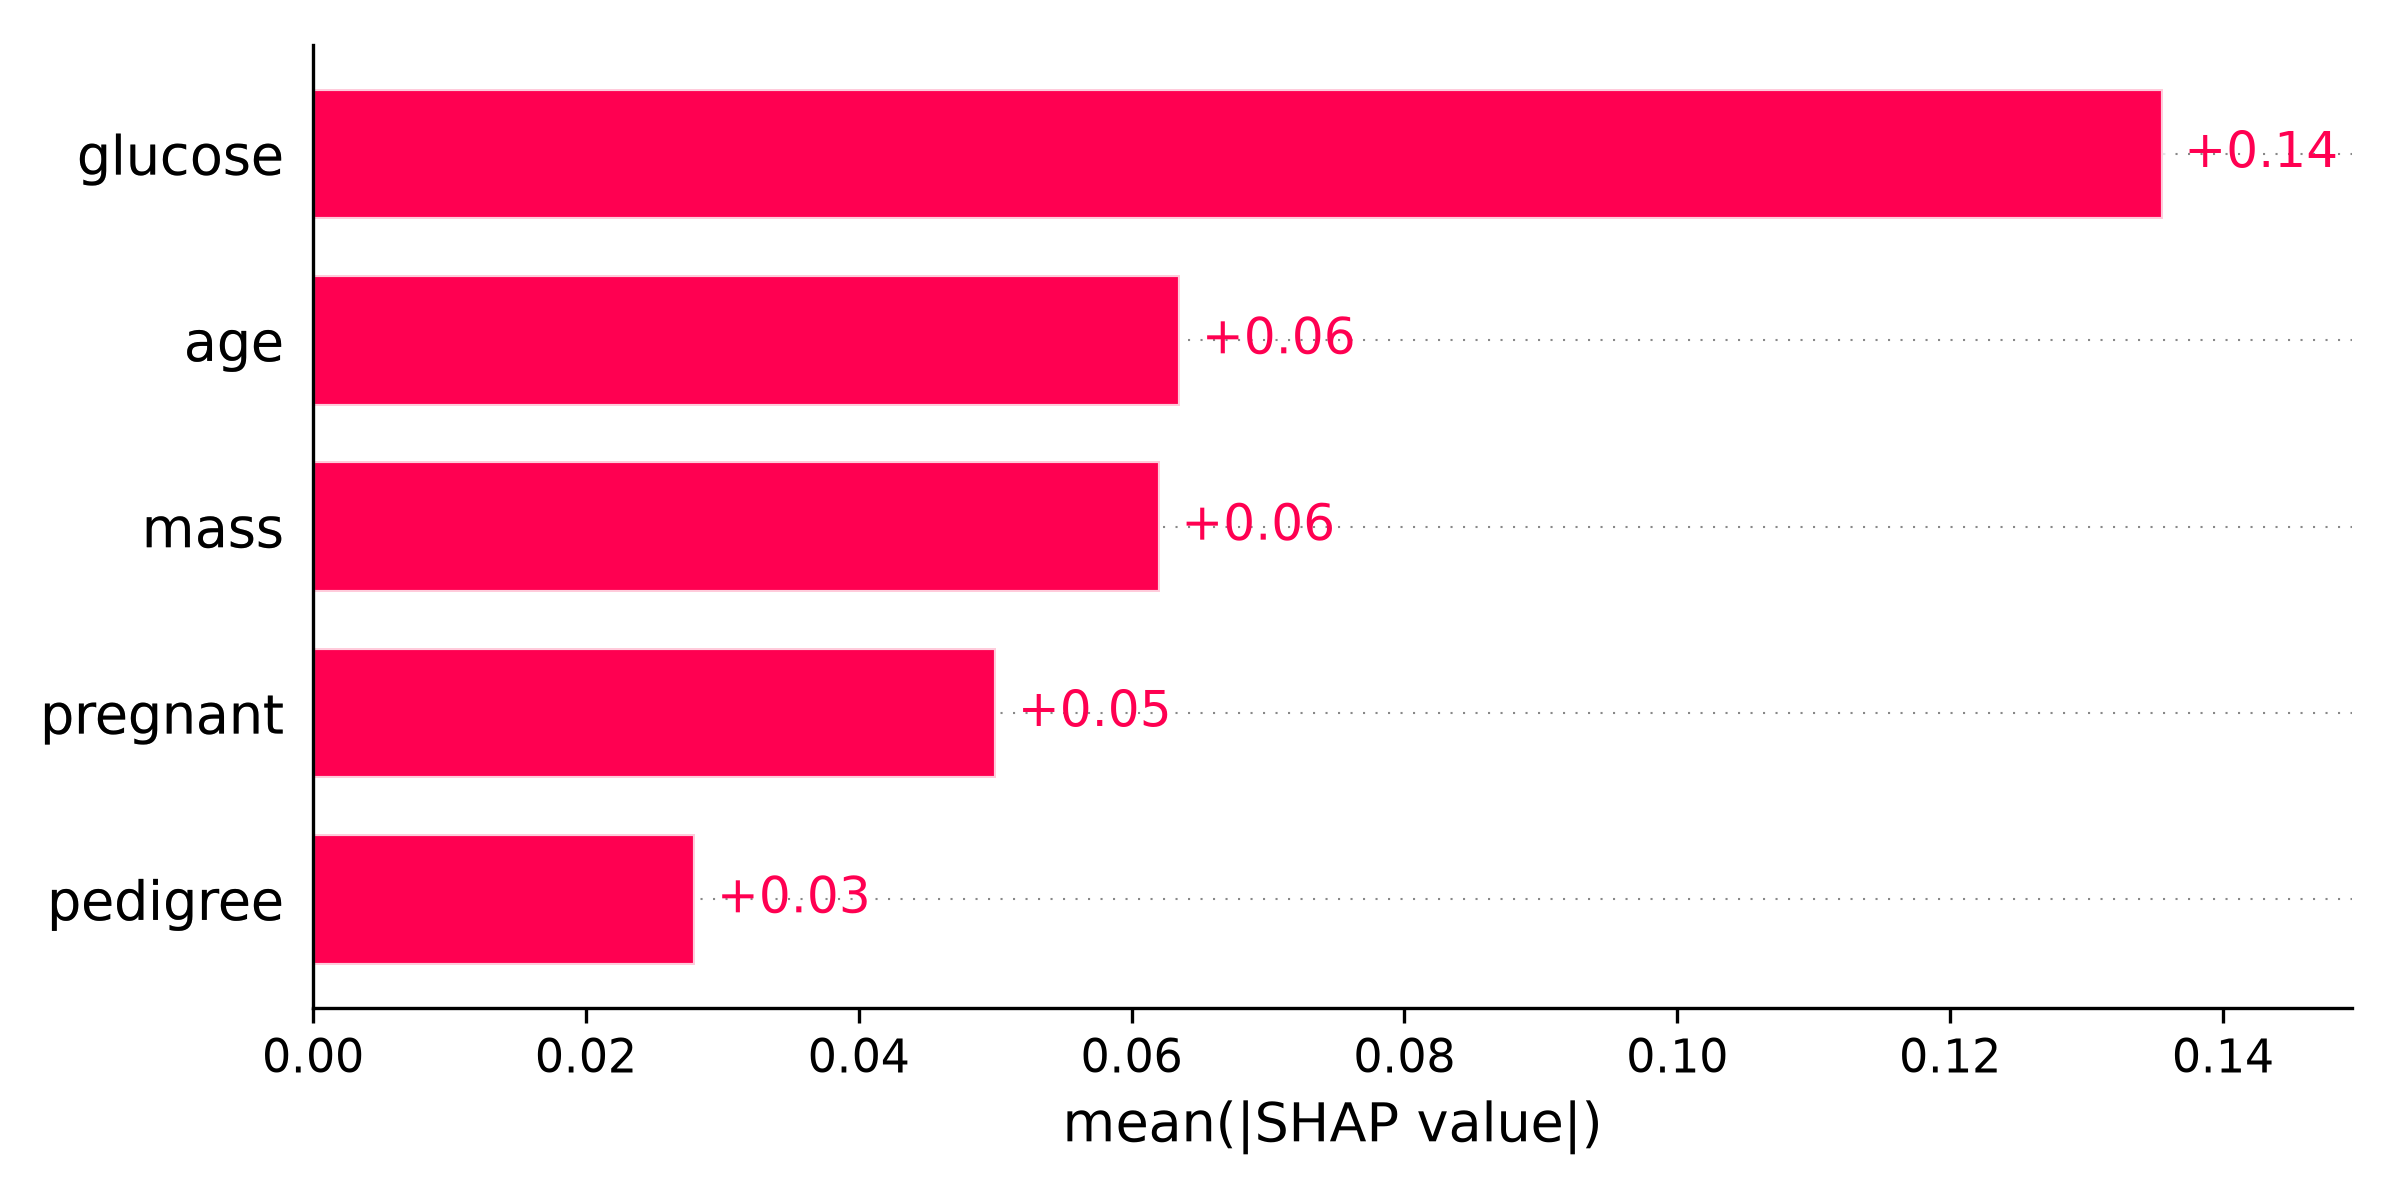 glucose +0.14
age +0.06
mass +0.06
pregnant +0.05
pedigree +0.03
0.00 0.02 0.04 0.06 0.08 0.10 0.12 0.14
mean(|SHAP value|)